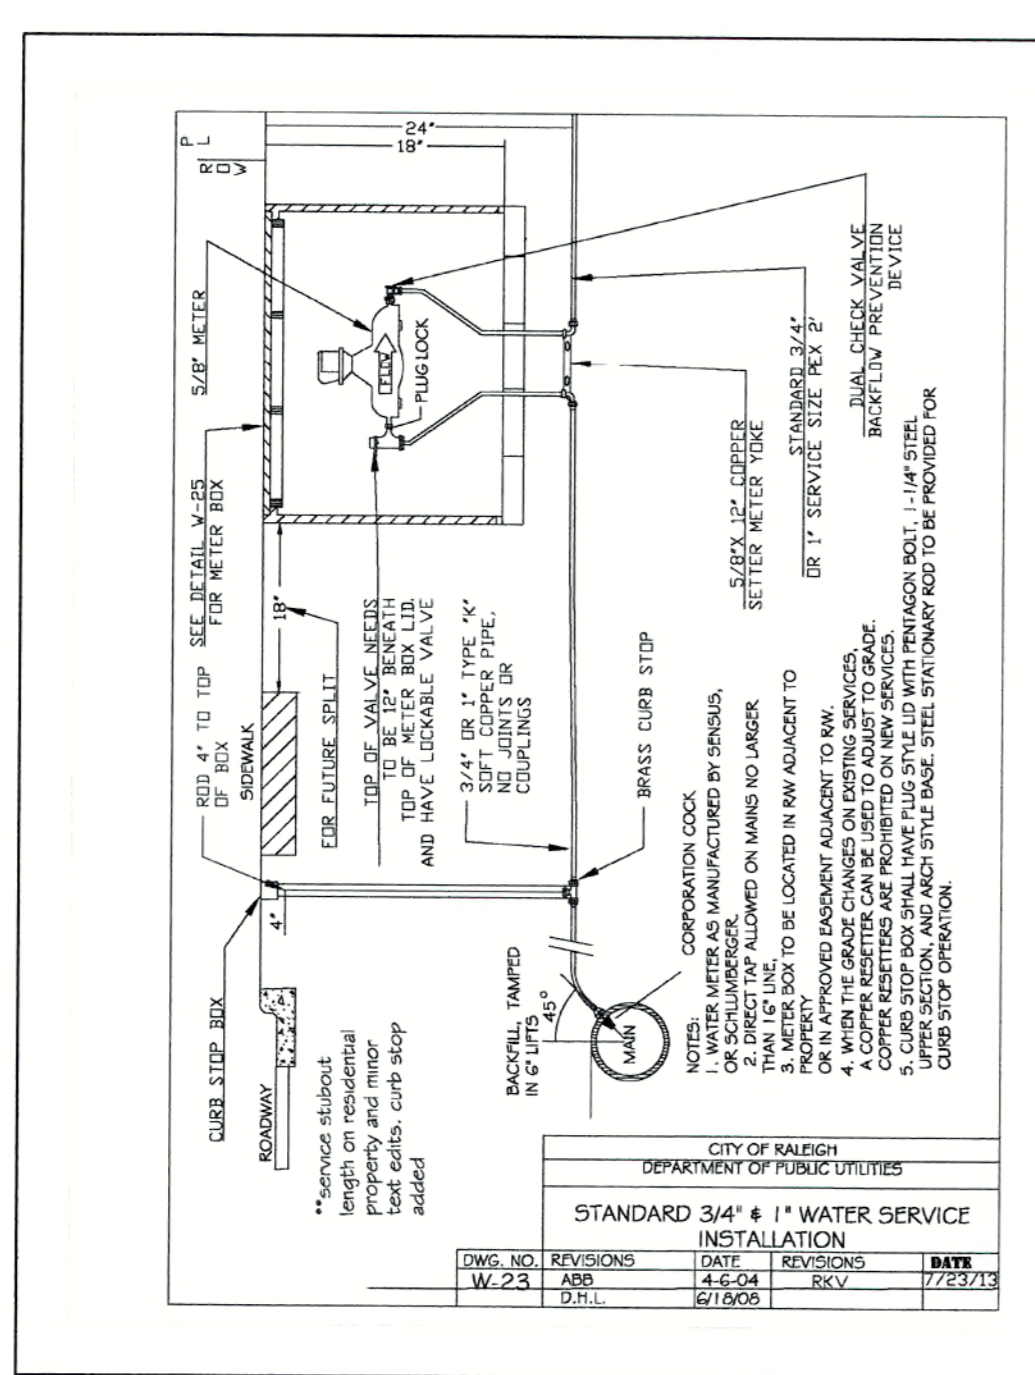 P
L
R
O
W
24"
18"
5/8" METER
SEE DETAIL W-25
FOR METER BOX
FLOW
PLUG LOCK
DUAL CHECK VALVE
BACKFLOW PREVENTION
DEVICE
STANDARD 3/4"
OR 1" SERVICE SIZE PEX 2'
5/8"X 12" COPPER
SETTER METER YOKE
ROD 4" TO TOP
OF BOX
SIDEWALK
18"
FOR FUTURE SPLIT
TOP OF VALVE NEEDS
TO BE 12" BENEATH
TOP OF METER BOX LID.
AND HAVE LOCKABLE VALVE
3/4" OR 1" TYPE "K"
SOFT COPPER PIPE,
NO JOINTS OR
COUPLINGS
BRASS CURB STOP
CURB STOP BOX
4"
ROADWAY
BACKFILL, TAMPED
IN 6" LIFTS
45°
MAIN
CORPORATION COCK
**service stubout
length on residential
property and minor
text edits. curb stop
added
NOTES:
1. WATER METER AS MANUFACTURED BY SENSUS,
OR SCHLUMBERGER.
2. DIRECT TAP ALLOWED ON MAINS NO LARGER
THAN 16" LINE,
3. METER BOX TO BE LOCATED IN R/W ADJACENT TO
PROPERTY
OR IN APPROVED EASEMENT ADJACENT TO R/W.
4. WHEN THE GRADE CHANGES ON EXISTING SERVICES,
A COPPER RESETTER CAN BE USED TO ADJUST TO GRADE.
COPPER RESETTERS ARE PROHIBITED ON NEW SERVICES.
5. CURB STOP BOX SHALL HAVE PLUG STYLE LID WITH PENTAGON BOLT, 1-1/4" STEEL
UPPER SECTION, AND ARCH STYLE BASE. STEEL STATIONARY ROD TO BE PROVIDED FOR
CURB STOP OPERATION.
CITY OF RALEIGH
DEPARTMENT OF PUBLIC UTILITIES
STANDARD 3/4" & 1" WATER SERVICE
INSTALLATION
DWG. NO. REVISIONS DATE REVISIONS DATE
W-23 ABB 4-6-04 RKV 7/23/13
D.H.L. 6/18/08